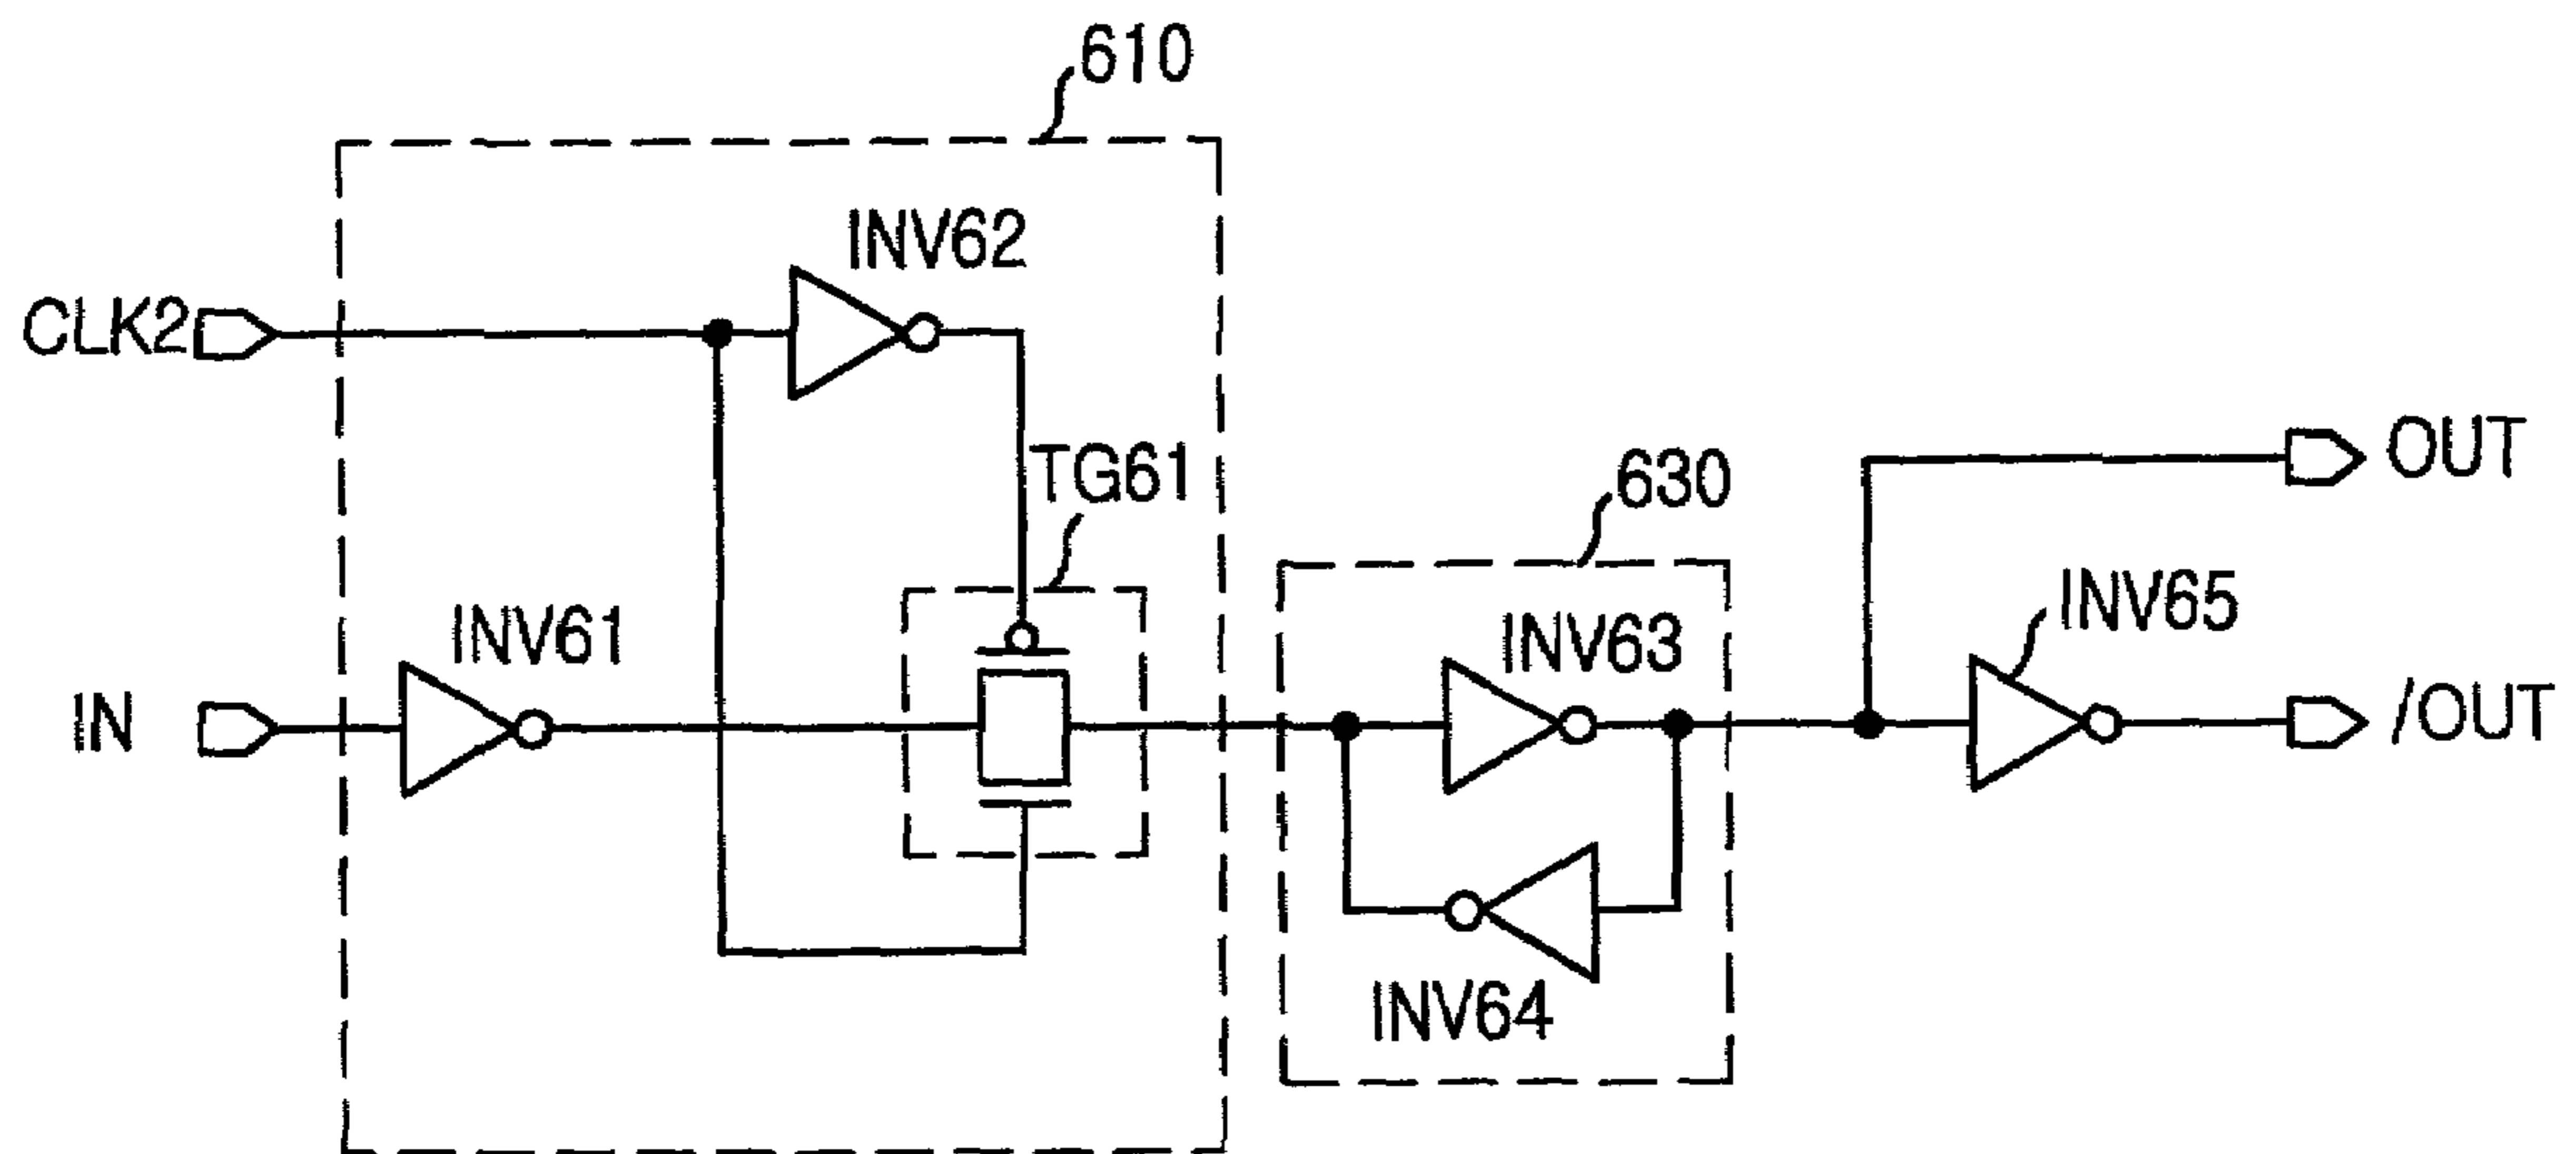 610
INV62
CLK2
TG61
OUT
630
INV65
INV61
INV63
IN
/OUT
INV64